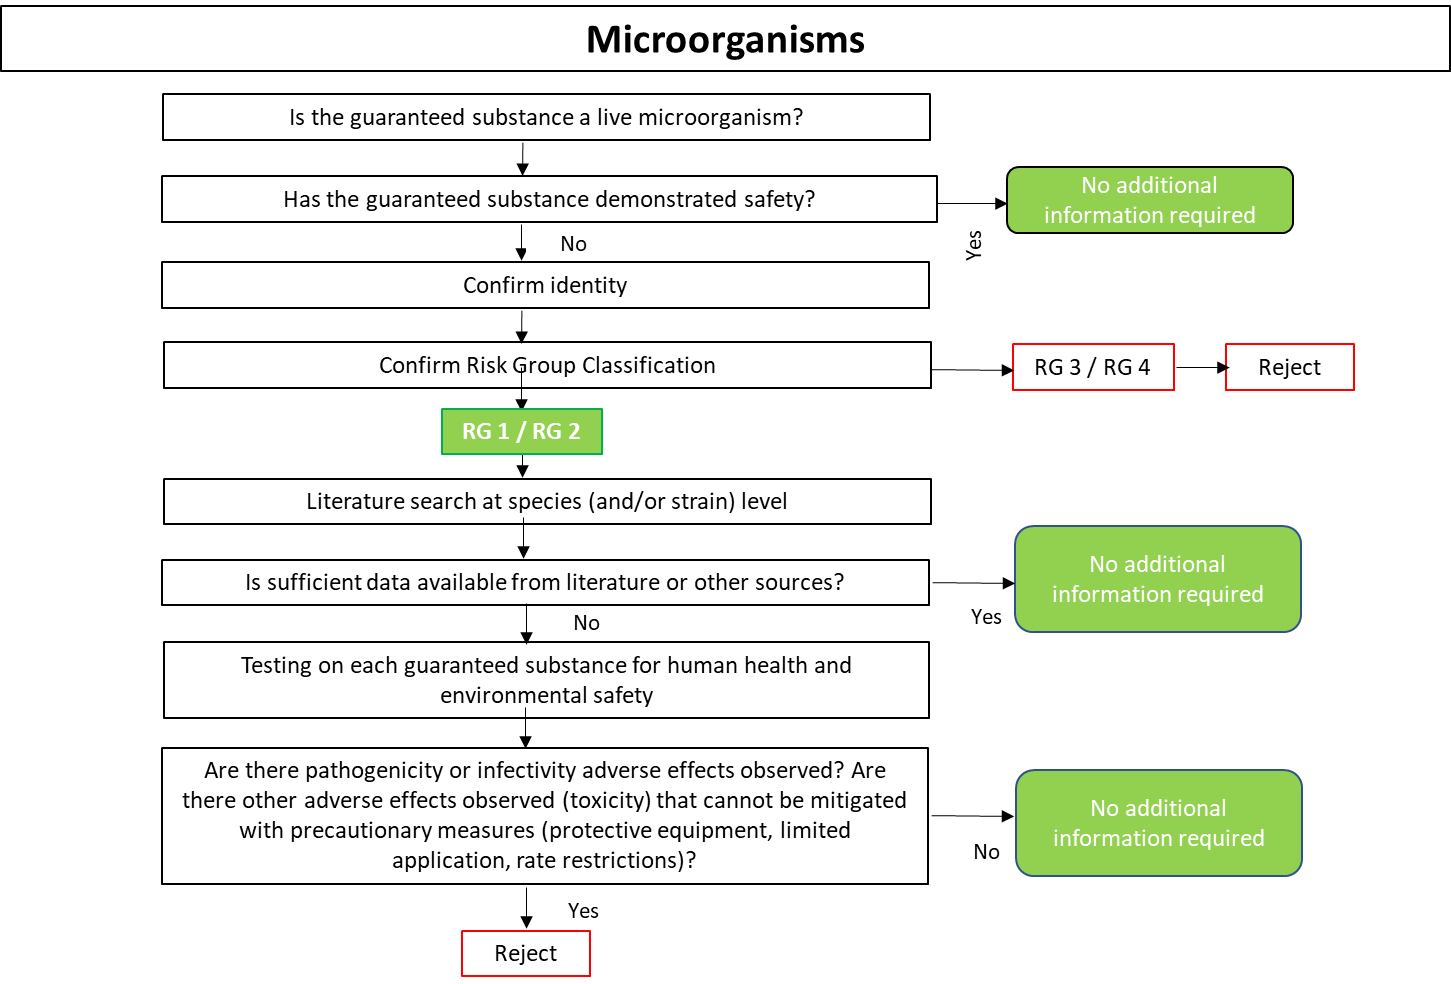 Microorganisms
Is the guaranteed substance a live microorganism?
Has the guaranteed substance demonstrated safety?
No additional
information required
Yes
No
Confirm identity
Confirm Risk Group Classification
RG 3 / RG 4
Reject
RG 1 / RG 2
Literature search at species (and/or strain) level
Is sufficient data available from literature or other sources?
No additional
information required
Yes
No
Testing on each guaranteed substance for human health and
environmental safety
Are there pathogenicity or infectivity adverse effects observed? Are
there other adverse effects observed (toxicity) that cannot be mitigated
with precautionary measures (protective equipment, limited
application, rate restrictions)?
No additional
information required
No
Yes
Reject